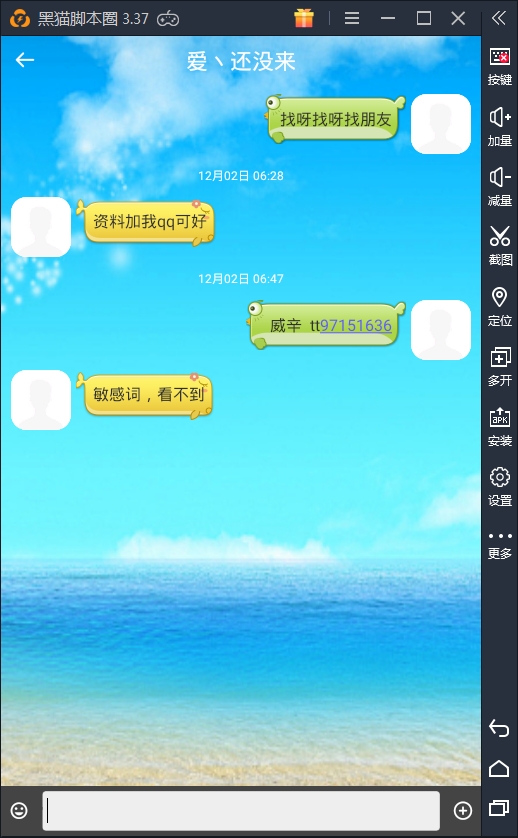 黑猫脚本圈 3.37
爱丶还没来
找呀找呀找朋友
12月02日 06:28
资料加我qq可好
12月02日 06:47
威辛 tt97151636
敏感词，看不到
按键
加量
减量
截图
定位
多开
APK
安装
设置
更多